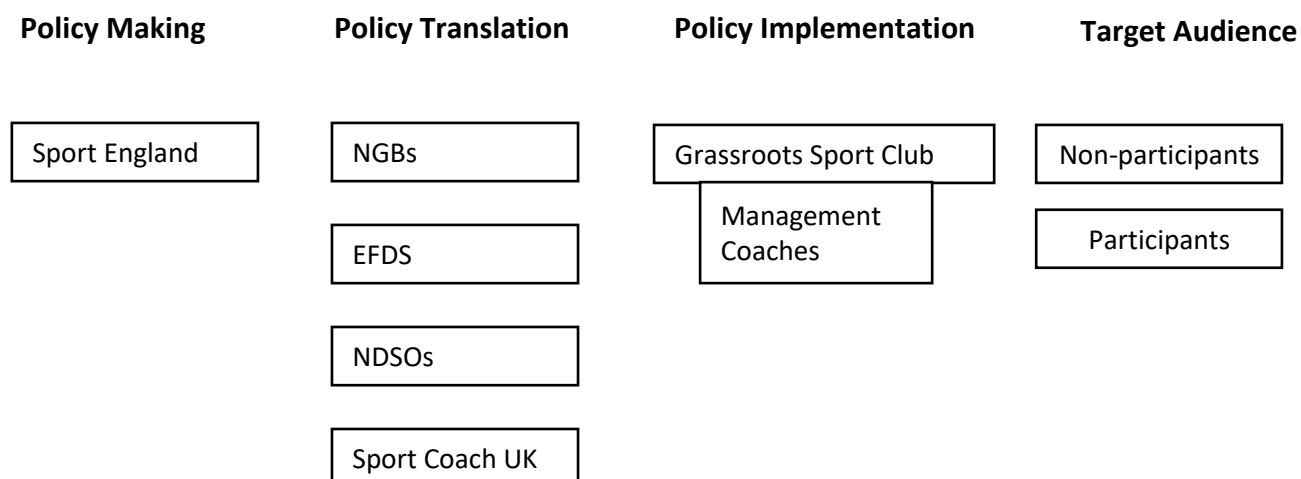 Policy Making
Policy Translation
Policy Implementation
Target Audience
Sport England
NGBs
Grassroots Sport Club
Non-participants
Management
Coaches
Participants
EFDS
NDSOs
Sport Coach UK